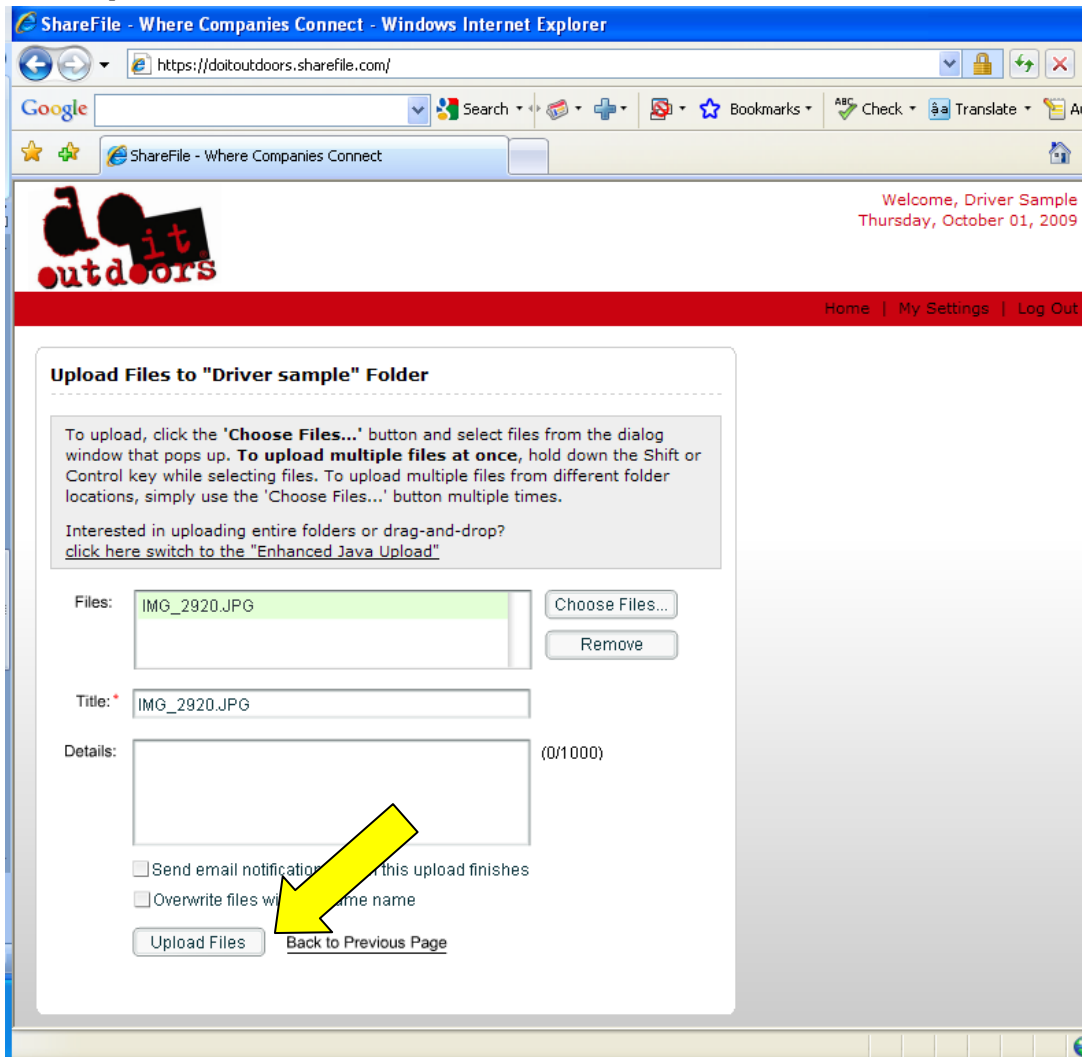 ShareFile - Where Companies Connect - Windows Internet Explorer
https://doitoutdoors.sharefile.com/
Google Search Bookmarks ABC Check âa Translate
ShareFile - Where Companies Connect
do
it
outdoors
Welcome, Driver Sample
Thursday, October 01, 2009
Home | My Settings | Log Out
Upload Files to "Driver sample" Folder
To upload, click the 'Choose Files...' button and select files from the dialog
window that pops up. To upload multiple files at once, hold down the Shift or
Control key while selecting files. To upload multiple files from different folder
locations, simply use the 'Choose Files...' button multiple times.
Interested in uploading entire folders or drag-and-drop?
click here switch to the "Enhanced Java Upload"
Files: IMG_2920.JPG Choose Files...
Remove
Title:* IMG_2920.JPG
Details: (0/1000)
Send email notification this upload finishes
Overwrite files name
Upload Files Back to Previous Page